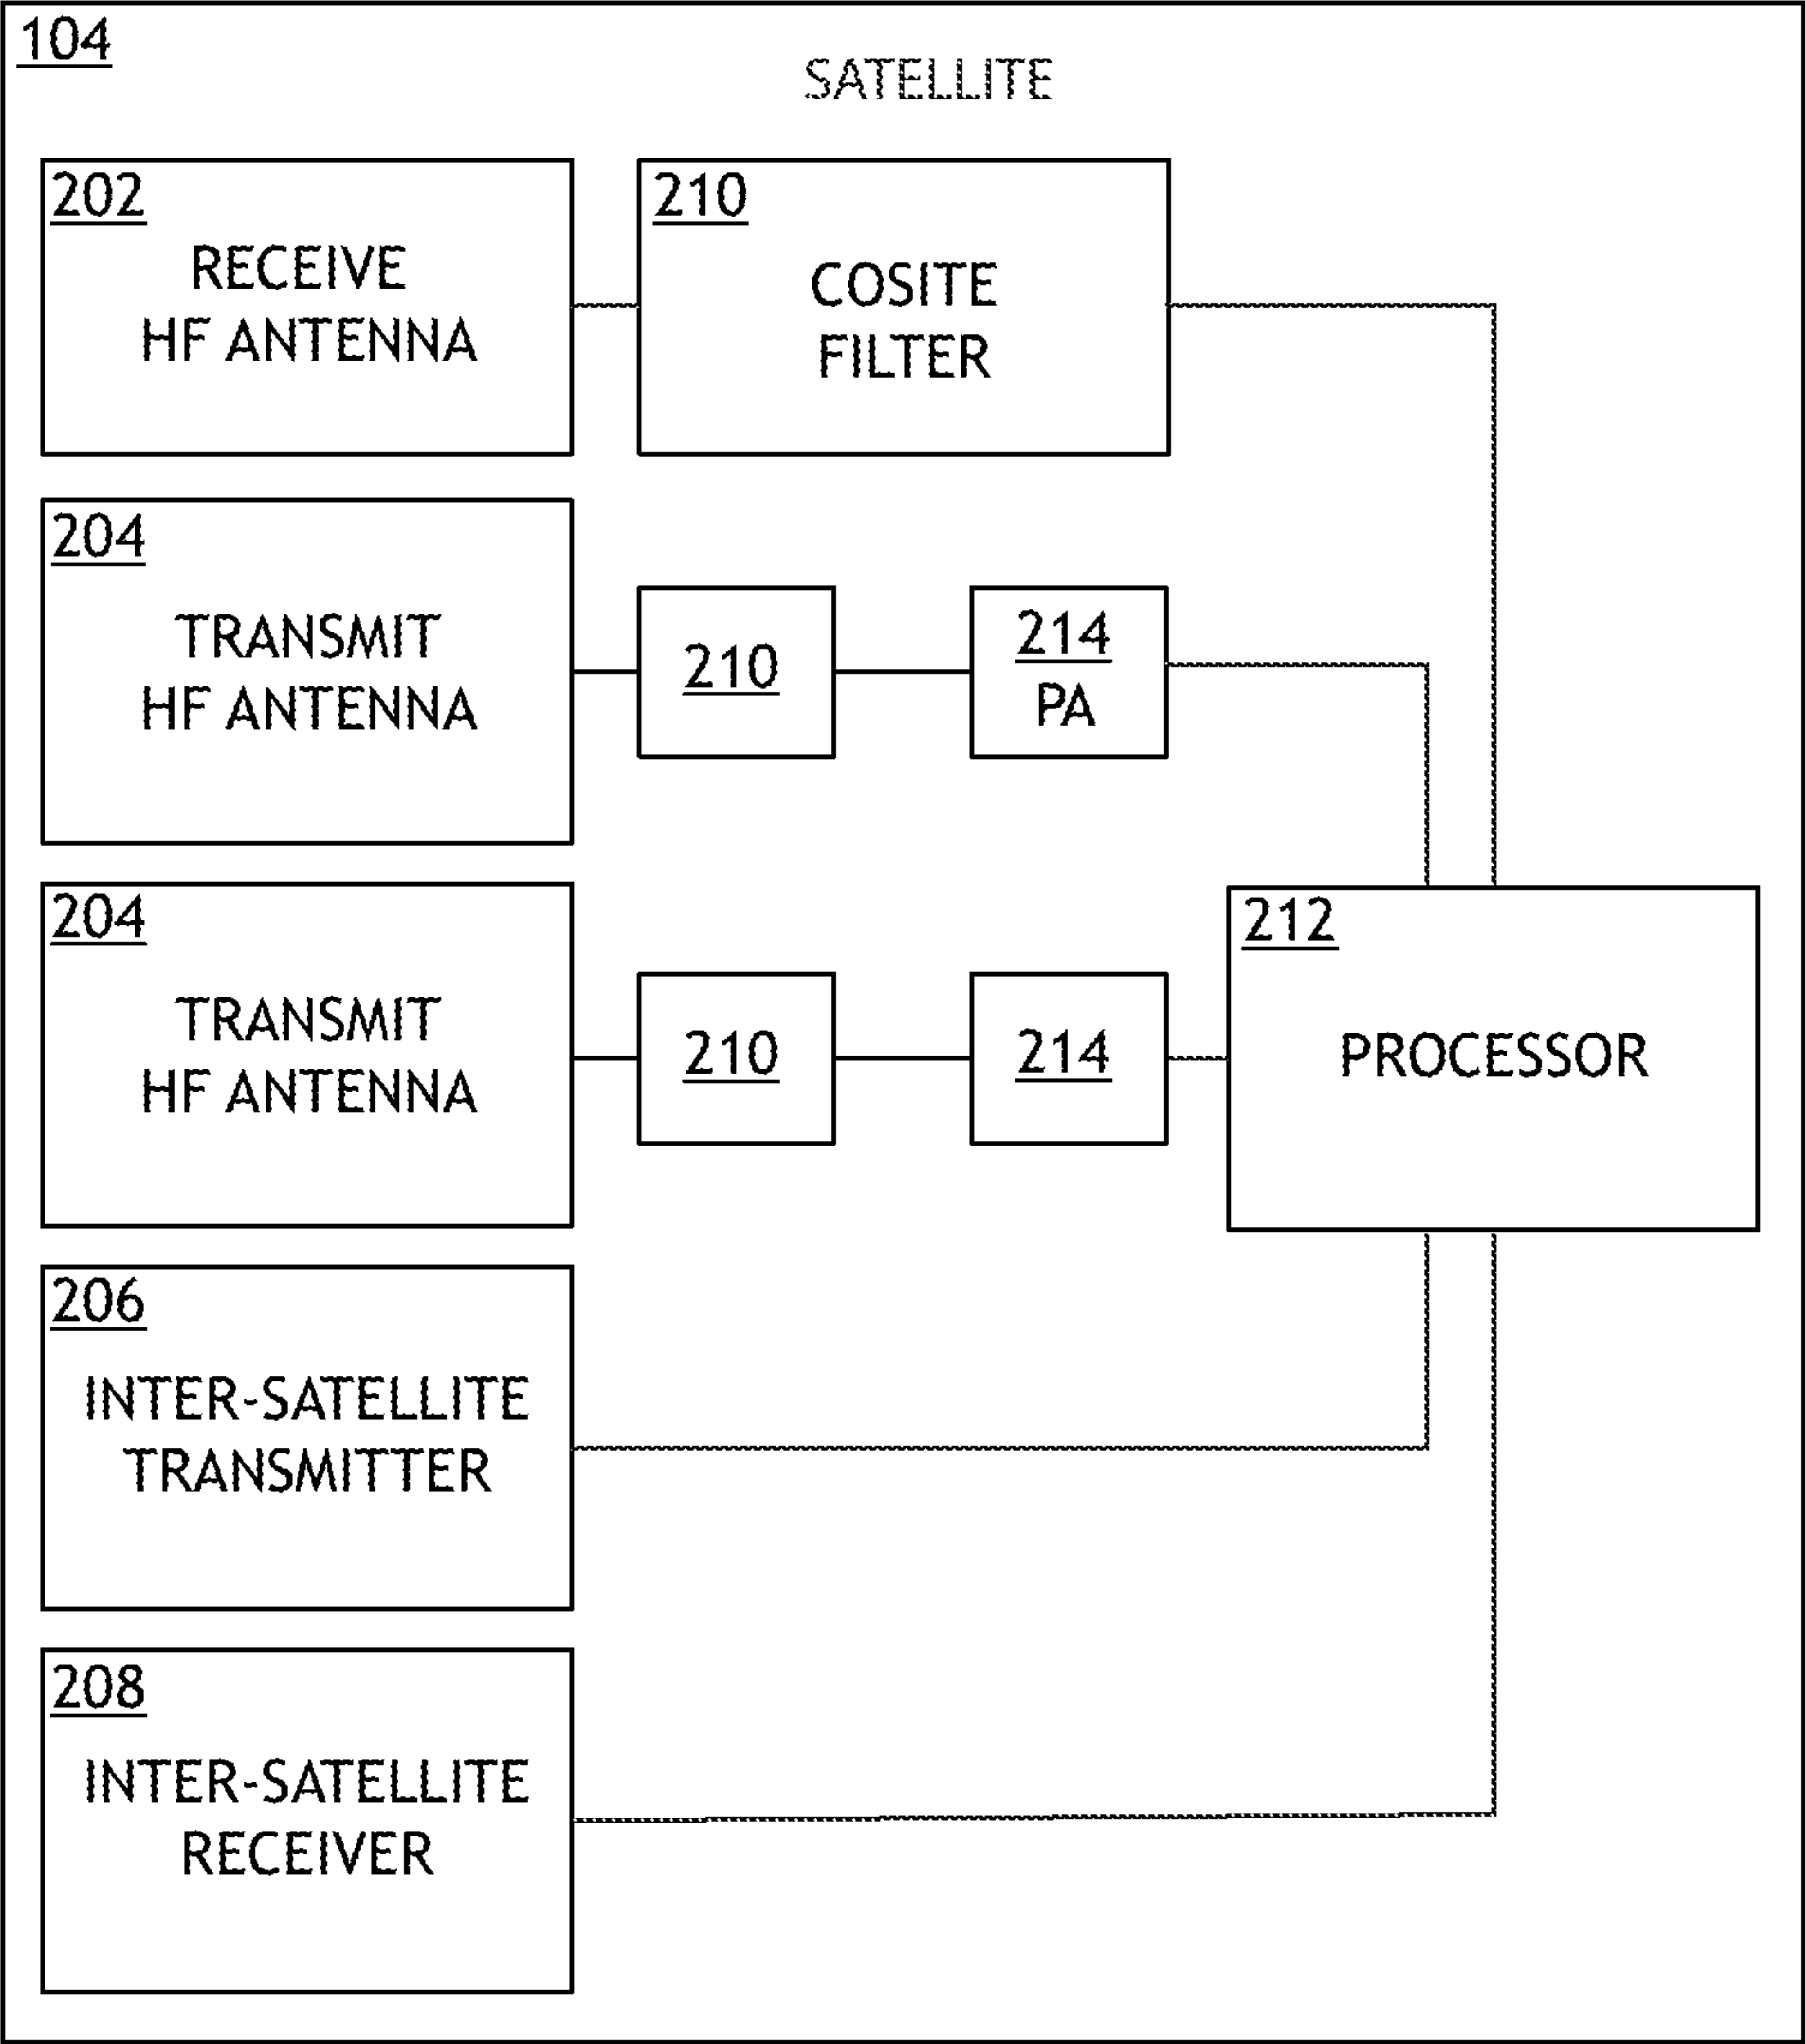 104
SATELLITE
202
RECEIVE
HF ANTENNA
210
COSITE
FILTER
204
TRANSMIT
HF ANTENNA
210
214
PA
204
TRANSMIT
HF ANTENNA
210
214
212
PROCESSOR
206
INTER-SATELLITE
TRANSMITTER
208
INTER-SATELLITE
RECEIVER